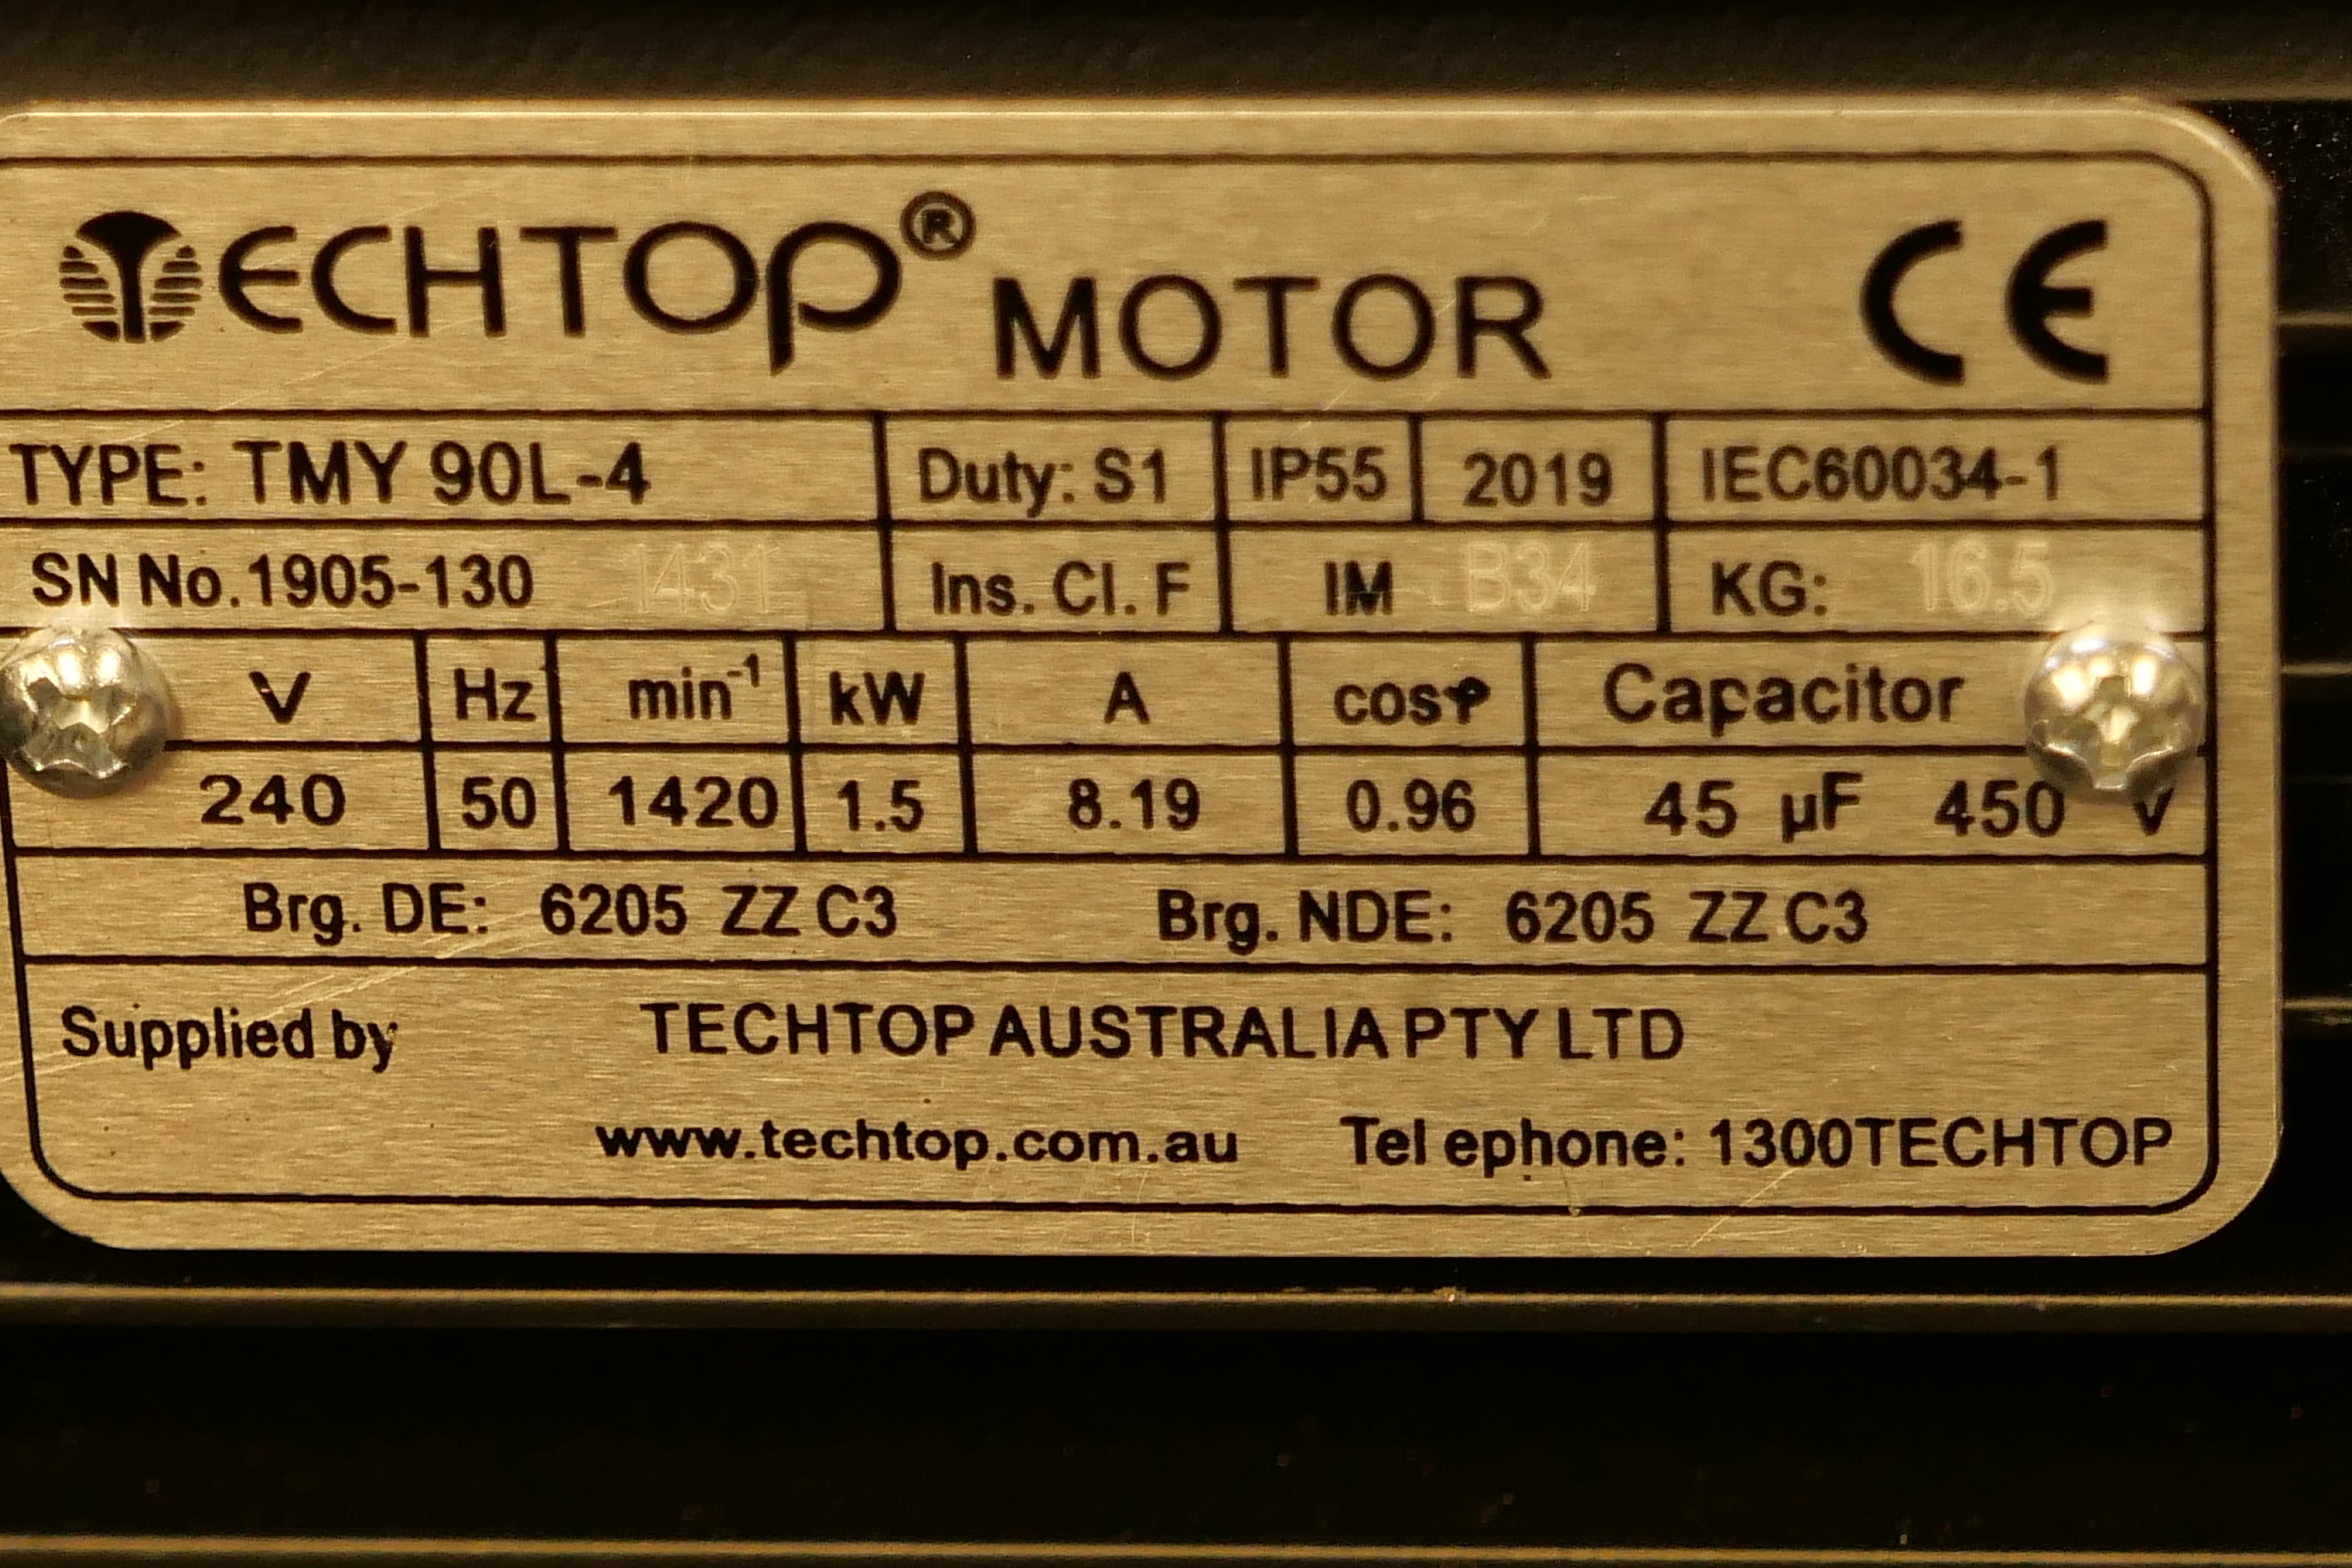 TECHTOP® MOTOR CE
TYPE: TMY 90L-4 Duty: S1 IP55 2019 IEC60034-1
SN No. 1905-130 1431 Ins. Cl. F IM B34 KG: 16.5
V Hz min⁻¹ kW A cosφ Capacitor
240 50 1420 1.5 8.19 0.96 45 µF 450 V
Brg. DE: 6205 ZZ C3 Brg. NDE: 6205 ZZ C3
Supplied by TECHTOP AUSTRALIA PTY LTD
www.techtop.com.au Tel ephone: 1300TECHTOP